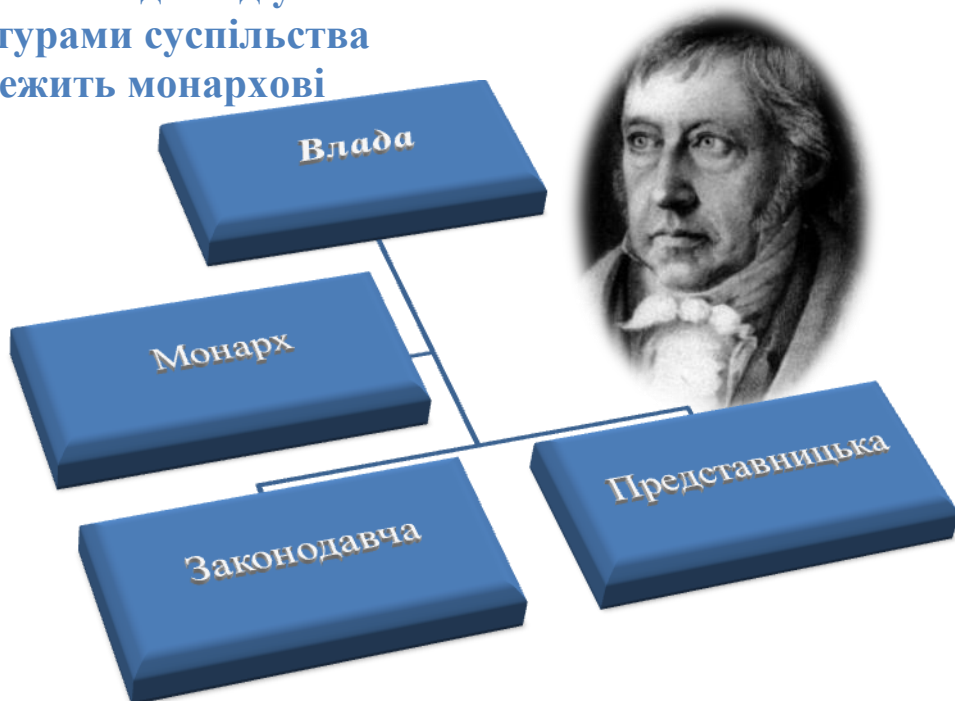 турами суспільства
ежить монархові
Влада
Монарх
Законодавча
Представницька